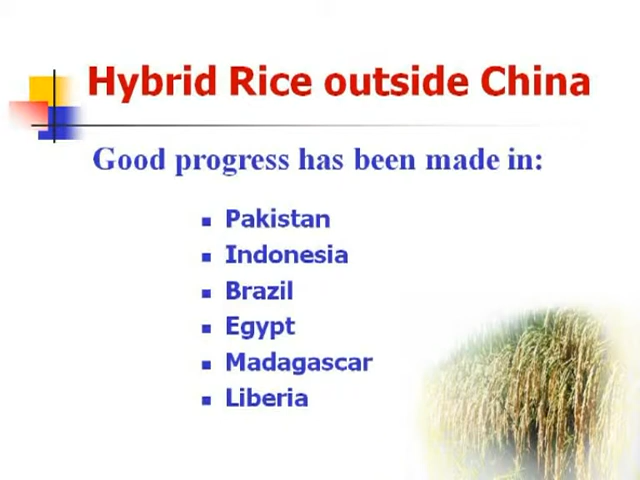 Hybrid Rice outside China
Good progress has been made in:
Pakistan
Indonesia
Brazil
Egypt
Madagascar
Liberia